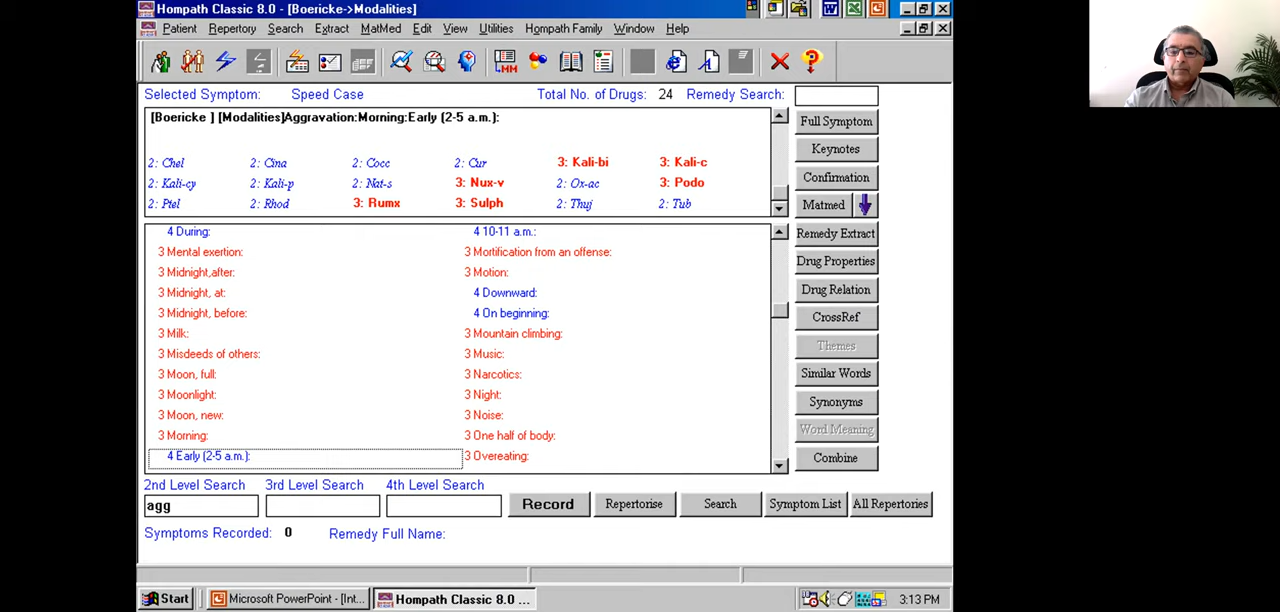 Hompath Classic 8.0 - [Boericke->Modalities]
Patient Repertory Search Extract MatMed Edit View Utilities Hompath Family Window Help
Selected Symptom: Speed Case Total No. of Drugs: 24 Remedy Search:
[Boericke ] [Modalities]Aggravation:Morning:Early (2-5 a.m.):
2: Chel 2: Cina 2: Cocc 2: Cur 3: Kali-bi 3: Kali-c
2: Kali-cy 2: Kali-p 2: Nat-s 3: Nux-v 2: Ox-ac 3: Podo
2: Ptel 2: Rhod 3: Rumx 3: Sulph 2: Thuj 2: Tub
Full Symptom
Keynotes
Confirmation
Matmed
Remedy Extract
Drug Properties
Drug Relation
CrossRef
Themes
Similar Words
Synonyms
Word Meaning
Combine
4 During:
3 Mental exertion:
3 Midnight,after:
3 Midnight, at:
3 Midnight, before:
3 Milk:
3 Misdeeds of others:
3 Moon, full:
3 Moonlight:
3 Moon, new:
3 Morning:
4 Early (2-5 a.m.):
4 10-11 a.m.:
3 Mortification from an offense:
3 Motion:
4 Downward:
4 On beginning:
3 Mountain climbing:
3 Music:
3 Narcotics:
3 Night:
3 Noise:
3 One half of body:
3 Overeating:
2nd Level Search 3rd Level Search 4th Level Search
agg Record Repertorise Search Symptom List All Repertories
Symptoms Recorded: 0 Remedy Full Name:
Start Microsoft PowerPoint - [Int... Hompath Classic 8.0 ... 3:13 PM